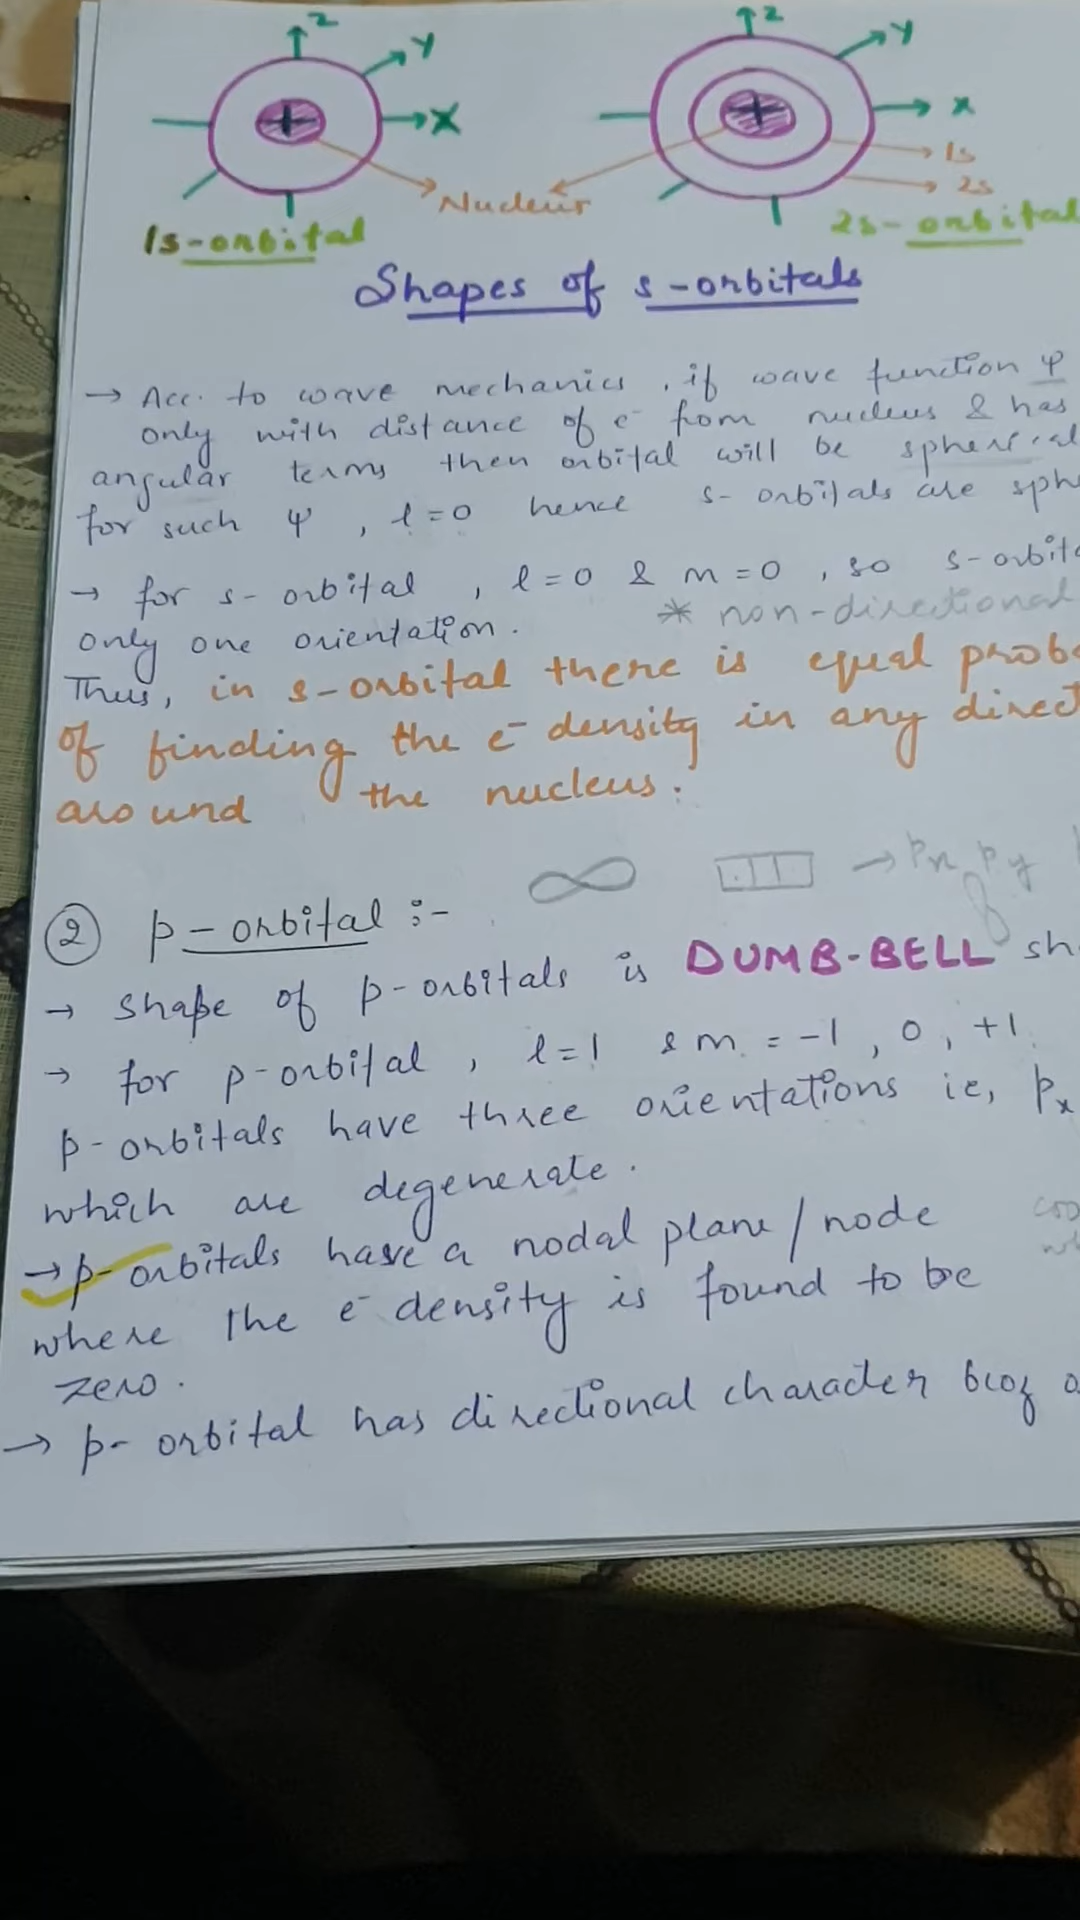 z
z
y
y
X
x
1s
Nucleus
2s
1s-orbital
2s-orbital
Shapes of s-orbitals
→ Acc. to wave mechanics, if wave function ψ
only with distance of e⁻ from nucleus & has
angular terms then orbital will be spherical
for such ψ, l=0 hence s-orbitals are sph
→ for s-orbital, l=0 & m=0, so s-orbit
only one orientation. * non-directional
Thus, in s-orbital there is equal prob
of finding the e⁻ density in any direct
around the nucleus.
→ Px Py
② p-orbital :-
→ shape of p-orbitals is DUMB-BELL sh
→ for p-orbital, l=1 & m = -1, 0, +1
p-orbitals have three orientations ie, Px
which are degenerate.
→ p-orbitals have a nodal plane/node
where the e⁻ density is found to be
zero.
→ p-orbital has directional character bcoz